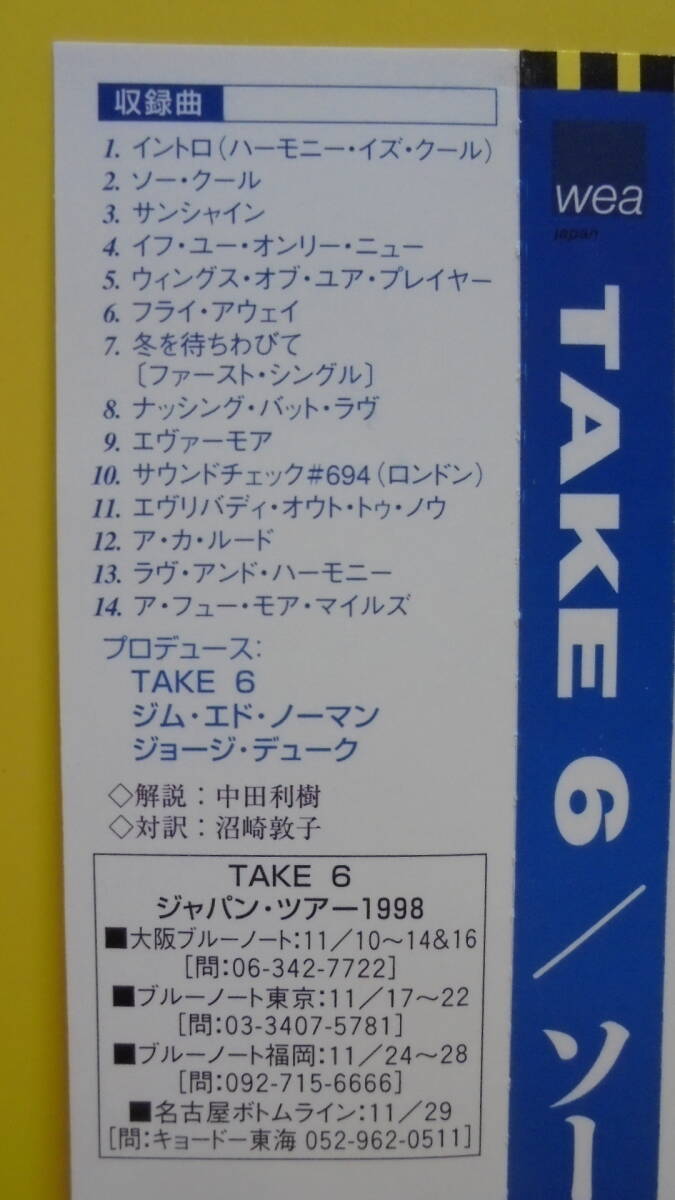 収録曲
1. イントロ(ハーモニー・イズ・クール)
2. ソー・クール
3. サンシャイン
4. イフ・ユー・オンリー・ニュー
5. ウィングス・オブ・ユア・プレイヤー
6. フライ・アウェイ
7. 冬を待ちわびて
[ファースト・シングル]
8. ナッシング・バット・ラヴ
9. エヴァーモア
10. サウンドチェック#694(ロンドン)
11. エヴリバディ・オウト・トゥ・ノウ
12. ア・カ・ルード
13. ラヴ・アンド・ハーモニー
14. ア・フュー・モア・マイルズ
プロデュース:
TAKE 6
ジム・エド・ノーマン
ジョージ・デューク
◇解説:中田利樹
◇対訳:沼崎敦子
TAKE 6
ジャパン・ツアー1998
■大阪ブルーノート:11/10~14&16
[問:06-342-7722]
■ブルーノート東京:11/17~22
[問:03-3407-5781]
■ブルーノート福岡:11/24~28
[問:092-715-6666]
■名古屋ボトムライン:11/29
[問:キョードー東海 052-962-0511]
wea
japan
TAKE 6/ソー